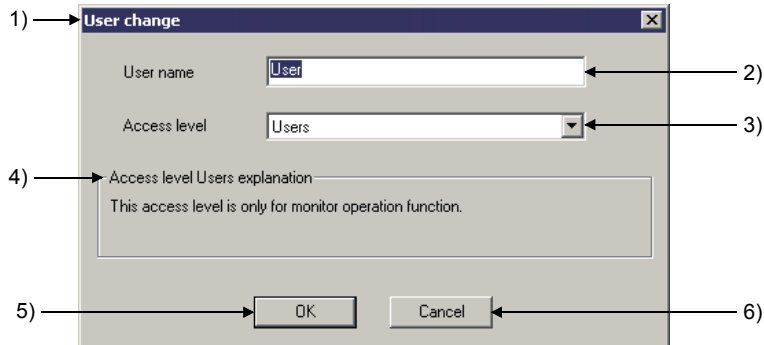 1) User change
User name User 2)
Access level Users 3)
4) Access level Users explanation
This access level is only for monitor operation function.
5) OK Cancel 6)